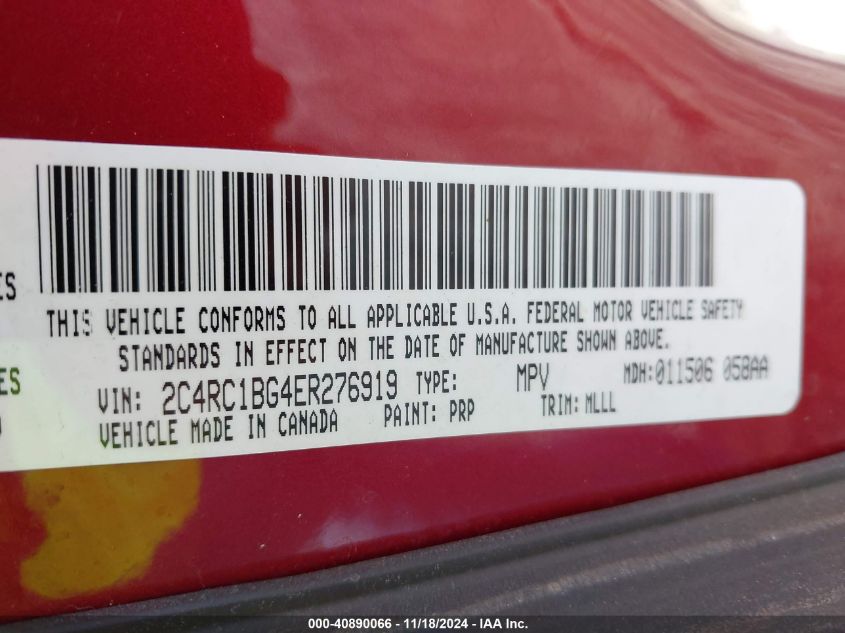 ES
THIS VEHICLE CONFORMS TO ALL APPLICABLE U.S.A. FEDERAL MOTOR VEHICLE SAFETY
STANDARDS IN EFFECT ON THE DATE OF MANUFACTURE SHOWN ABOVE.
ES
VIN: 2C4RC1BG4ER276919 TYPE: MPV MDH:011506 058AA
VEHICLE MADE IN CANADA PAINT: PRP TRIM: MLLL
000-40890066 - 11/18/2024 - IAA Inc.